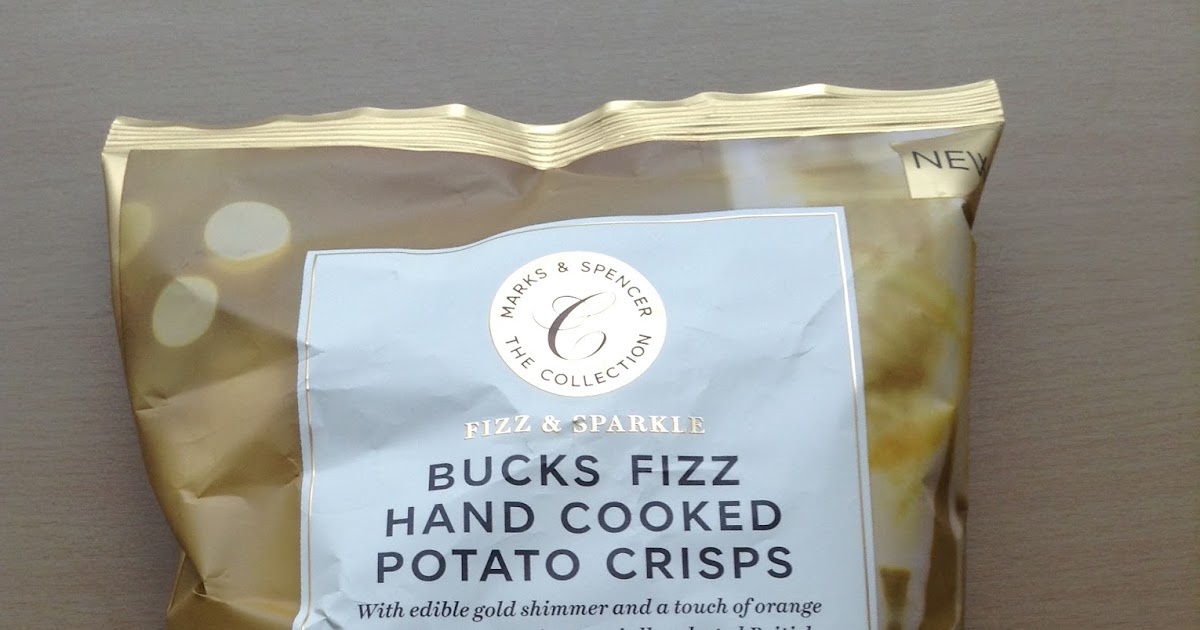 NEW
MARKS & SPENCER
C
THE COLLECTION
FIZZ & SPARKLE
BUCKS FIZZ
HAND COOKED
POTATO CRISPS
With edible gold shimmer and a touch of orange